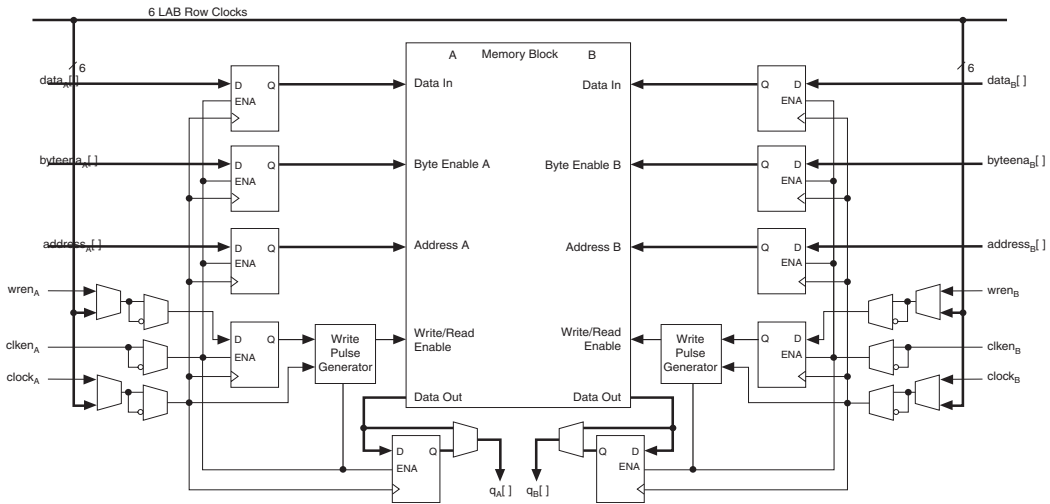 6 LAB Row Clocks
A Memory Block B
6 6
data_A[ ] D Q Data In Data In Q D data_B[ ]
ENA ENA
byteena_A[ ] D Q Byte Enable A Byte Enable B Q D byteena_B[ ]
ENA ENA
address_A[ ] D Q Address A Address B Q D address_B[ ]
ENA ENA
wren_A wren_B
D Q Write Pulse Generator Write/Read Enable Write/Read Enable Write Pulse Generator Q D
clken_A ENA ENA clken_B
clock_A clock_B
Data Out Data Out
D Q Q D
ENA ENA
q_A[ ] q_B[ ]